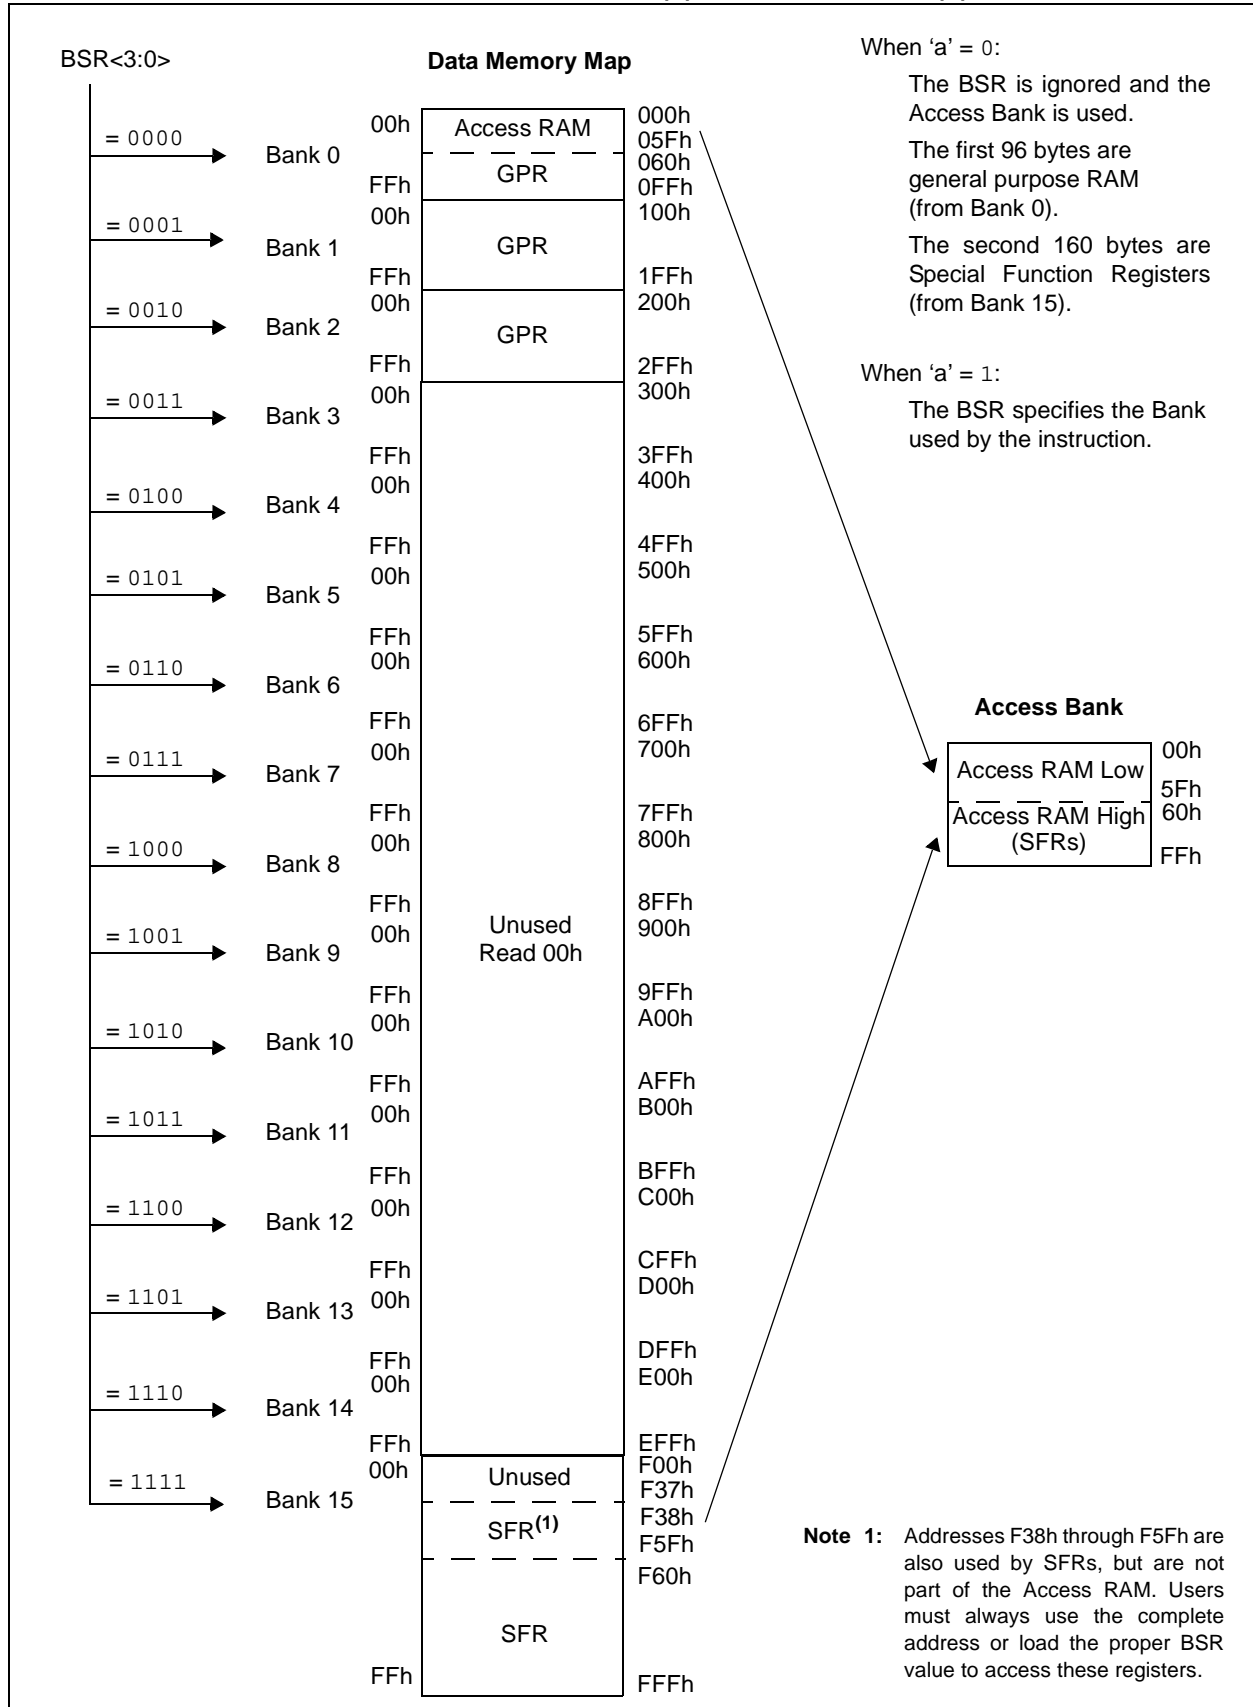 BSR<3:0>
Data Memory Map
When ‘a’ = 0:
The BSR is ignored and the
Access Bank is used.
The first 96 bytes are
general purpose RAM
(from Bank 0).
The second 160 bytes are
Special Function Registers
(from Bank 15).
When ‘a’ = 1:
The BSR specifies the Bank
used by the instruction.
= 0000
Bank 0
00h
Access RAM
000h
05Fh
060h
GPR
FFh
0FFh
= 0001
Bank 1
00h
100h
GPR
FFh
1FFh
= 0010
Bank 2
00h
200h
GPR
FFh
2FFh
= 0011
Bank 3
00h
300h
FFh
3FFh
= 0100
Bank 4
00h
400h
FFh
4FFh
= 0101
Bank 5
00h
500h
FFh
5FFh
= 0110
Bank 6
00h
600h
FFh
6FFh
= 0111
Bank 7
00h
700h
FFh
7FFh
= 1000
Bank 8
00h
800h
FFh
8FFh
Unused
Read 00h
= 1001
Bank 9
00h
900h
FFh
9FFh
= 1010
Bank 10
00h
A00h
FFh
AFFh
= 1011
Bank 11
00h
B00h
FFh
BFFh
= 1100
Bank 12
00h
C00h
FFh
CFFh
= 1101
Bank 13
00h
D00h
FFh
DFFh
= 1110
Bank 14
00h
E00h
FFh
EFFh
= 1111
Bank 15
00h
Unused
F00h
F37h
SFR(1)
F38h
F5Fh
F60h
SFR
FFh
FFFh
Access Bank
Access RAM Low
00h
5Fh
Access RAM High
(SFRs)
60h
FFh
Note 1: Addresses F38h through F5Fh are
also used by SFRs, but are not
part of the Access RAM. Users
must always use the complete
address or load the proper BSR
value to access these registers.